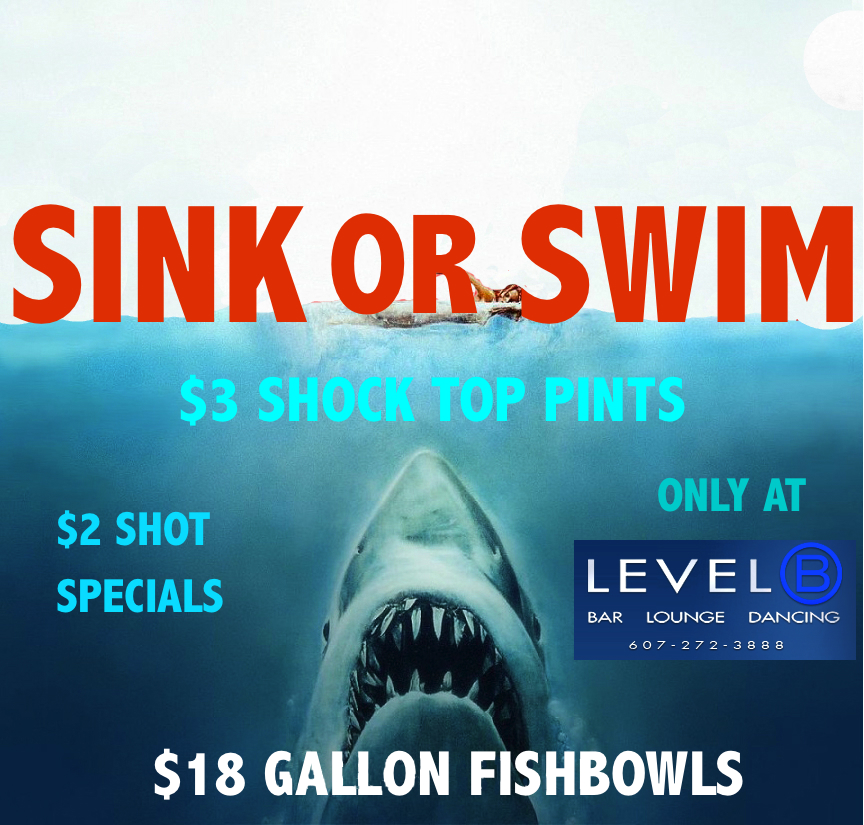 SINK OR SWIM
$3 SHOCK TOP PINTS
ONLY AT
$2 SHOT
SPECIALS
LEVEL B
BAR LOUNGE DANCING
607-272-3888
$18 GALLON FISHBOWLS